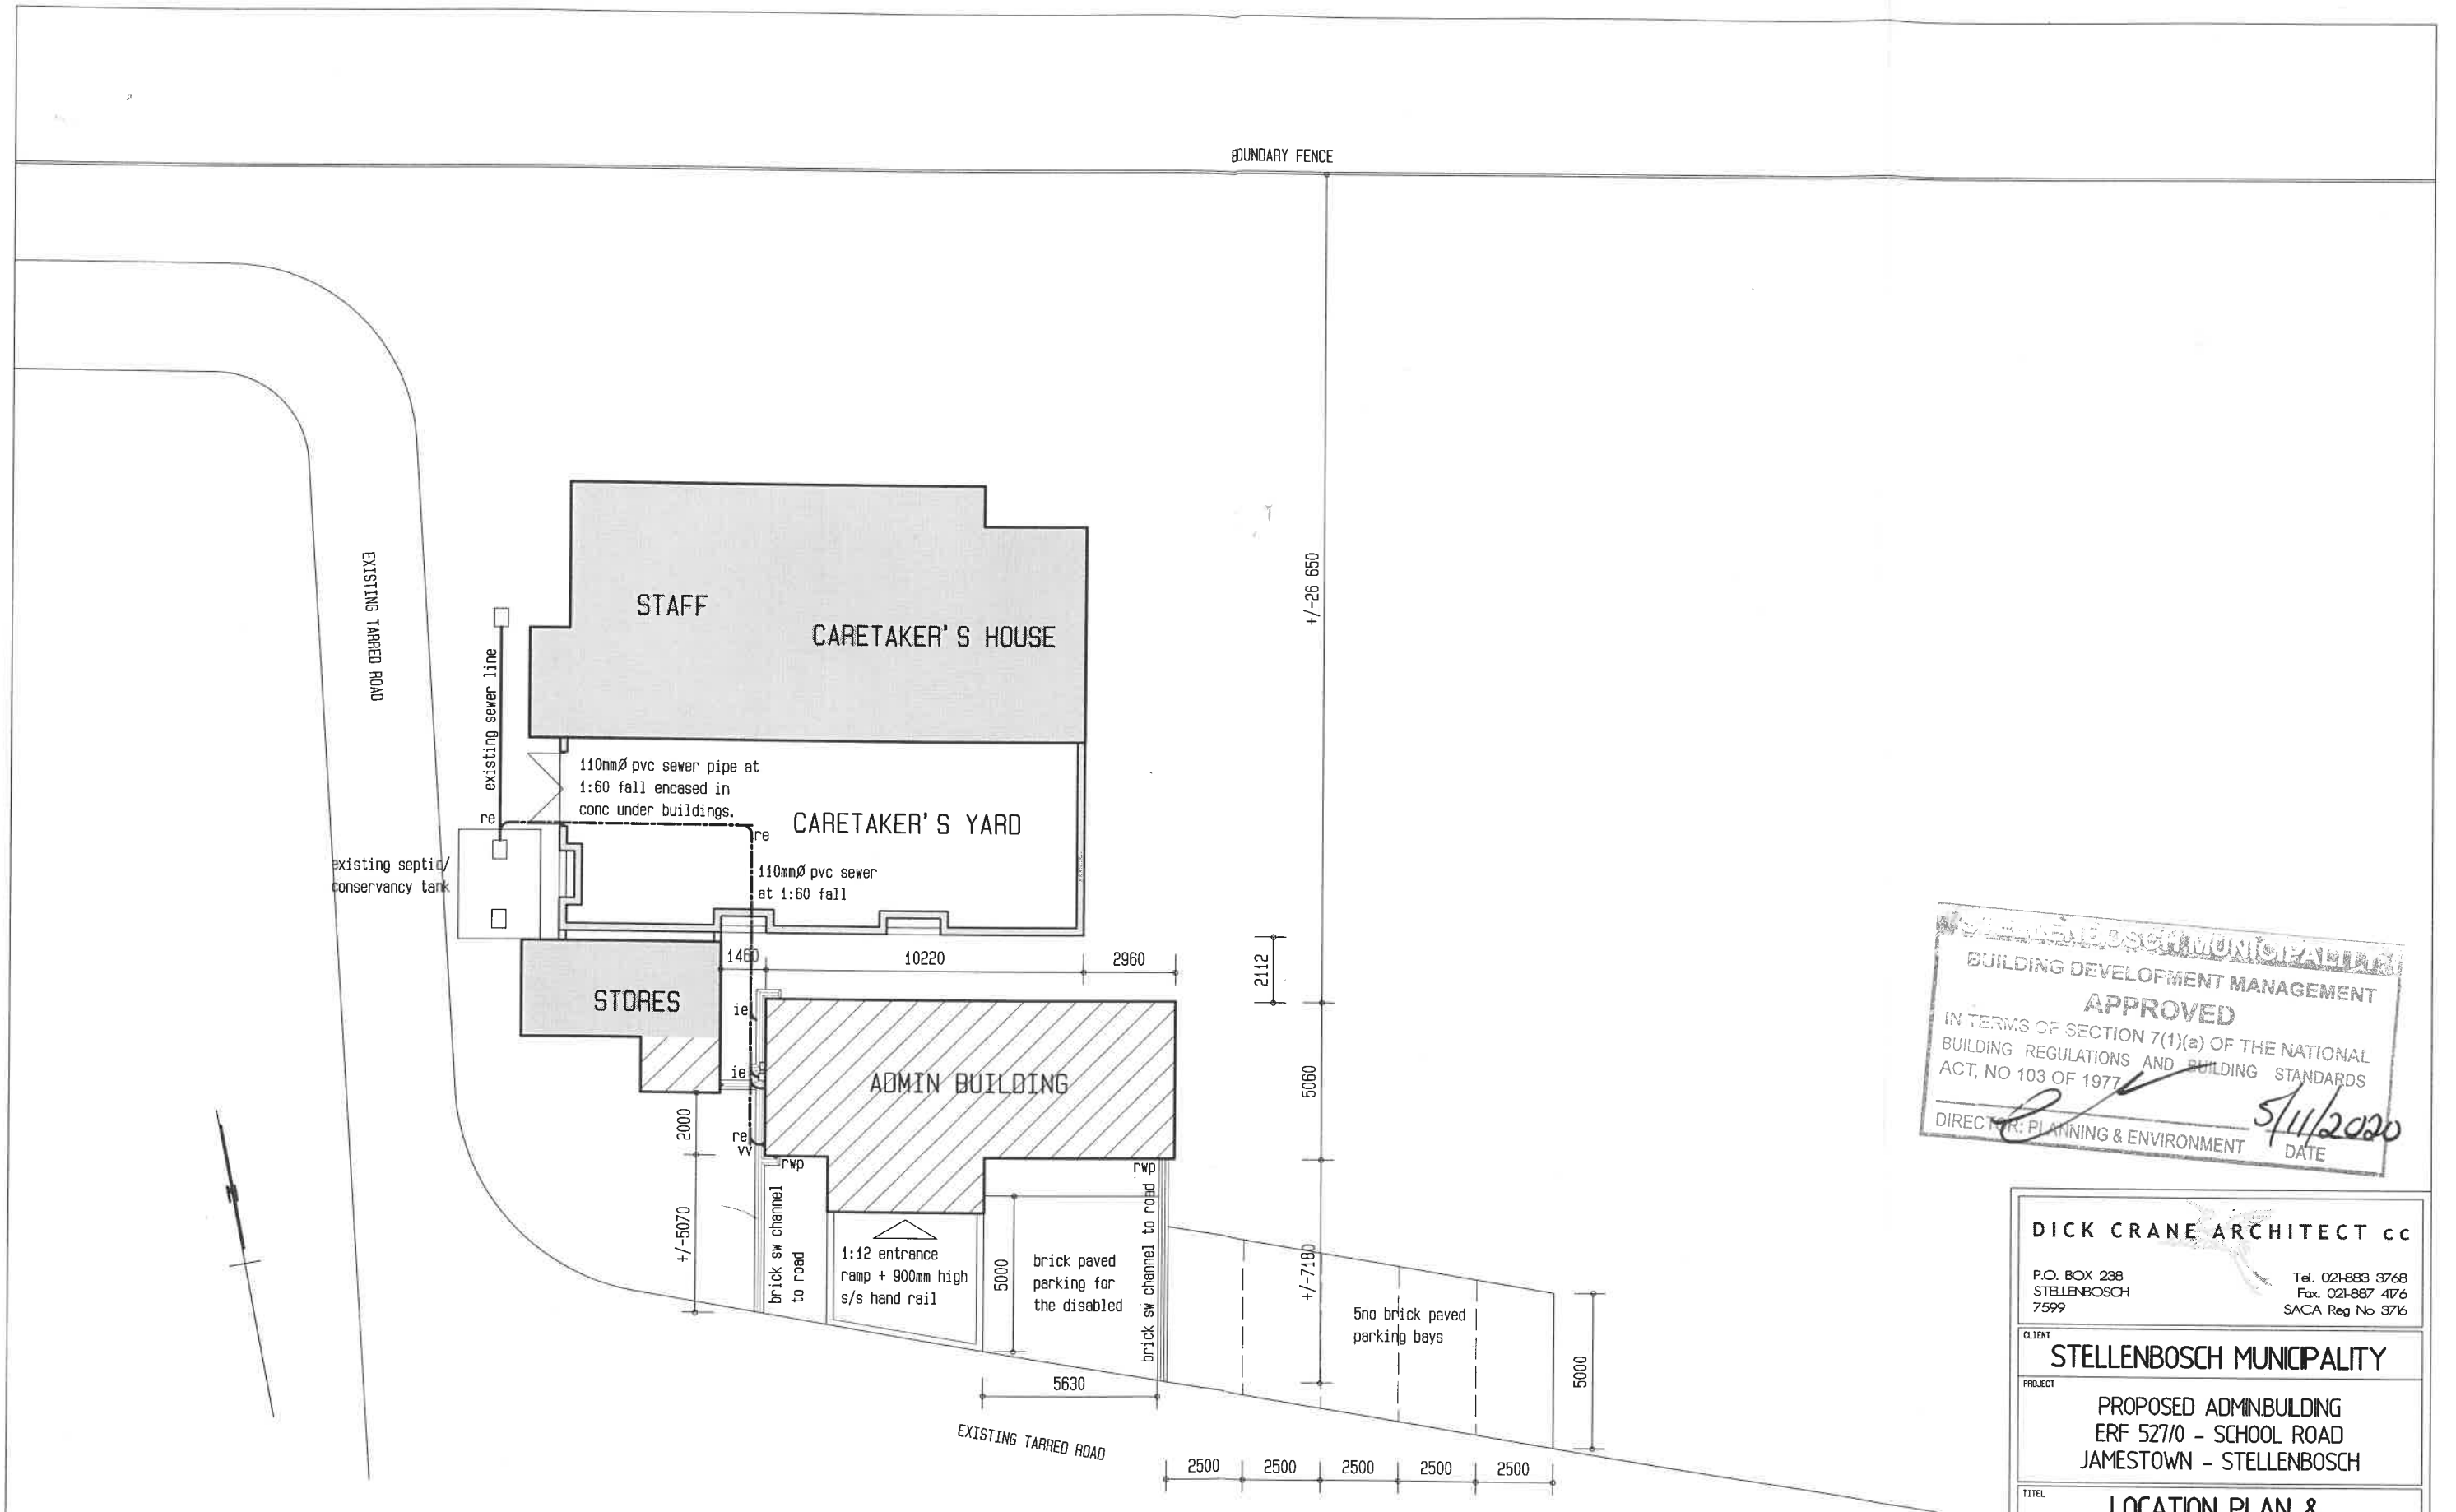 BOUNDARY FENCE
EXISTING TARRED ROAD
+/-26 650
STAFF
CARETAKER'S HOUSE
existing sewer line
110mmØ pvc sewer pipe at
1:60 fall encased in
conc under buildings.
re
re
CARETAKER'S YARD
existing septic/
conservancy tank
110mmØ pvc sewer
at 1:60 fall
1460
10220
2960
2112
STORES
ie
ie
ADMIN BUILDING
5060
2000
re
vv
rwp
rwp
+/-5070
brick sw channel
to road
1:12 entrance
ramp + 900mm high
s/s hand rail
5000
brick paved
parking for
the disabled
brick sw channel to road
+/-7180
5no brick paved
parking bays
5000
5630
EXISTING TARRED ROAD
2500
2500
2500
2500
2500
N
STELLENBOSCH MUNICIPALITY
BUILDING DEVELOPMENT MANAGEMENT
APPROVED
IN TERMS OF SECTION 7(1)(a) OF THE NATIONAL
BUILDING REGULATIONS AND BUILDING STANDARDS
ACT, NO 103 OF 1977
5/11/2020
DIRECTOR: PLANNING & ENVIRONMENT DATE
DICK CRANE ARCHITECT cc
P.O. BOX 238
STELLENBOSCH
7599
Tel. 021-883 3768
Fax. 021-887 4176
SACA Reg No 3716
CLIENT
STELLENBOSCH MUNICIPALITY
PROJECT
PROPOSED ADMIN.BUILDING
ERF 527/0 - SCHOOL ROAD
JAMESTOWN - STELLENBOSCH
TITEL
LOCATION PLAN &